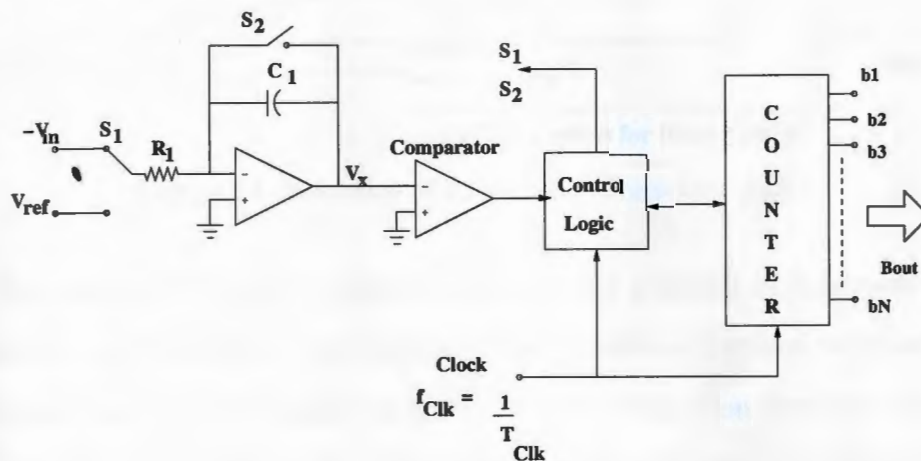 S2
C1
-Vin
S1
R1
Vref
Vx
Comparator
S1
S2
Control
Logic
COUNTER
b1
b2
b3
bN
Bout
Clock
fClk = 1
TClk